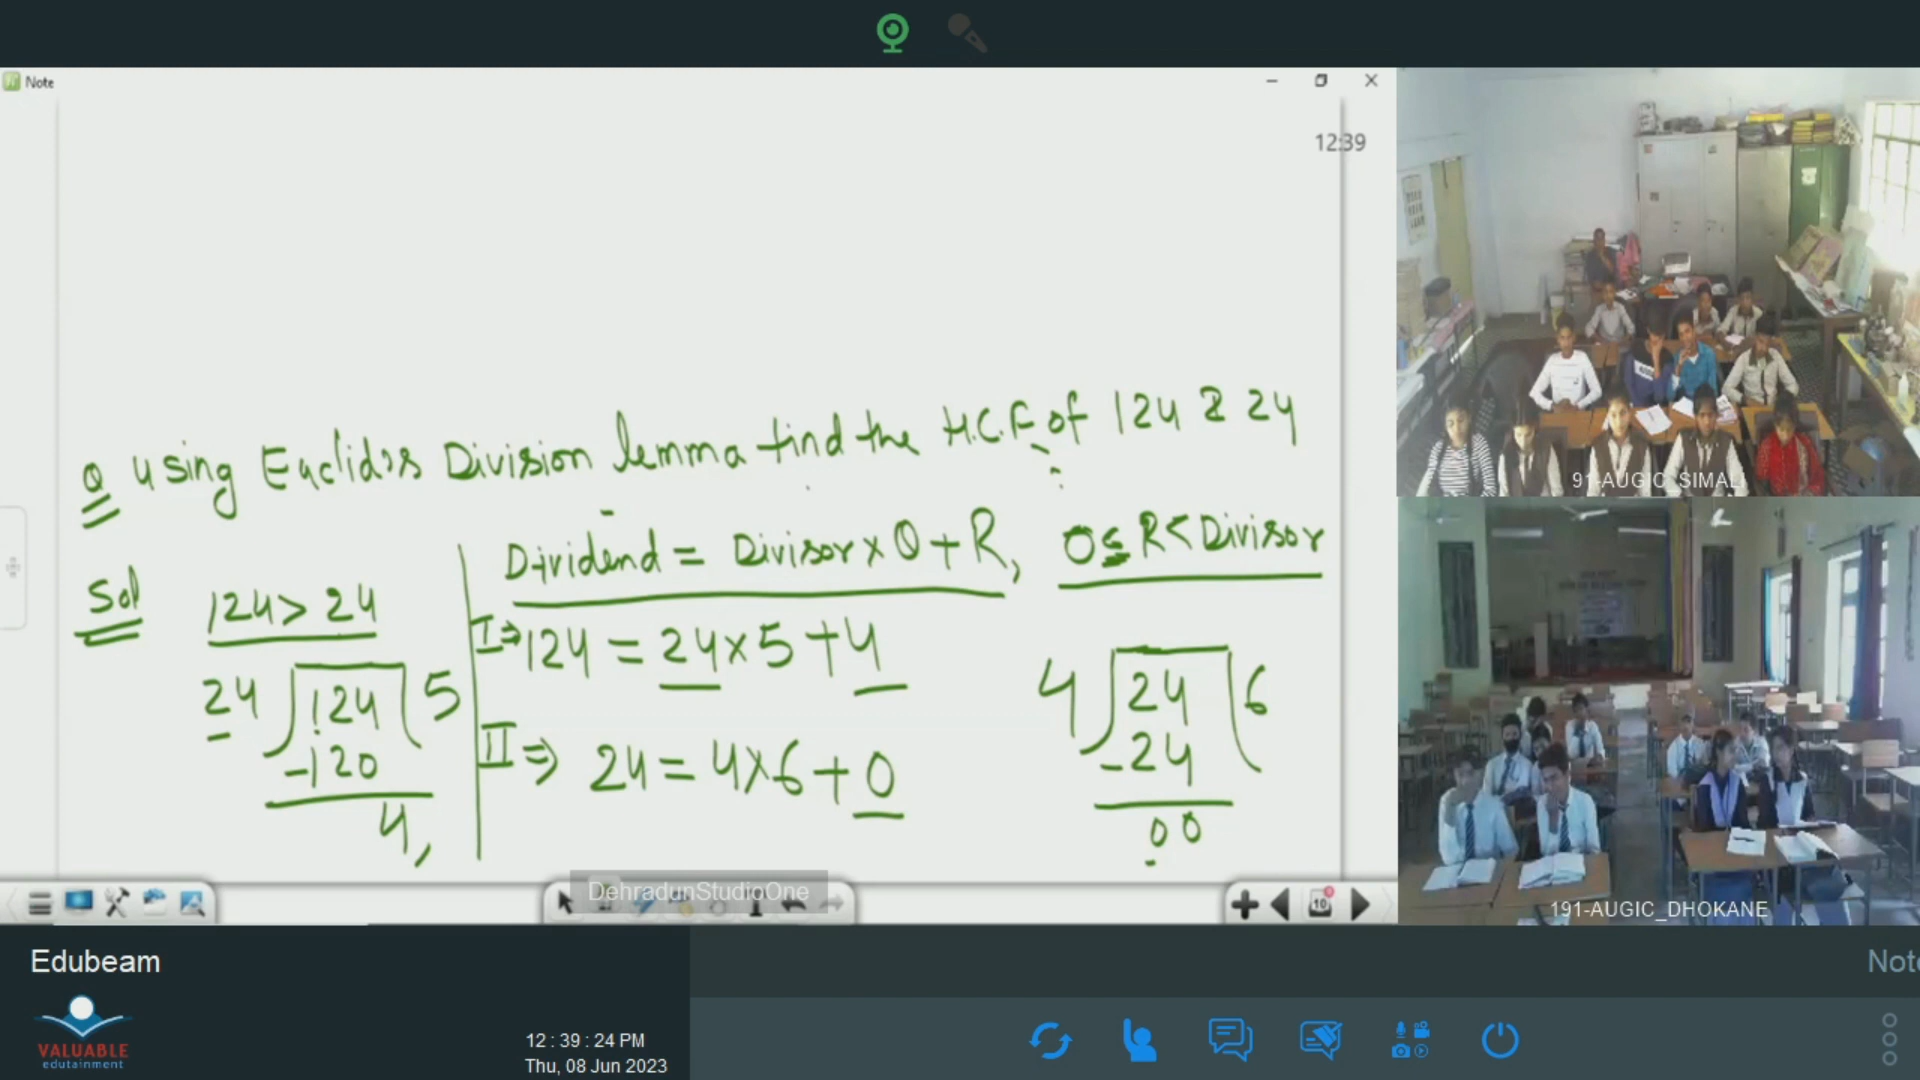 Note
12:39
Q Using Euclid's Division lemma find the H.C.F of 124 & 24
Sol 124 > 24
Dividend = Divisor × Q + R, 0 ≤ R < Divisor
24 124 5
-120
4,
I ⇒ 124 = 24 × 5 + 4
II ⇒ 24 = 4 × 6 + 0
4 24 6
-24
00
DehradunStudioOne
10
91-AUGIC_SIMALI
191-AUGIC_DHOKANE
Edubeam
VALUABLE
edutainment
12 : 39 : 24 PM
Thu, 08 Jun 2023
Note